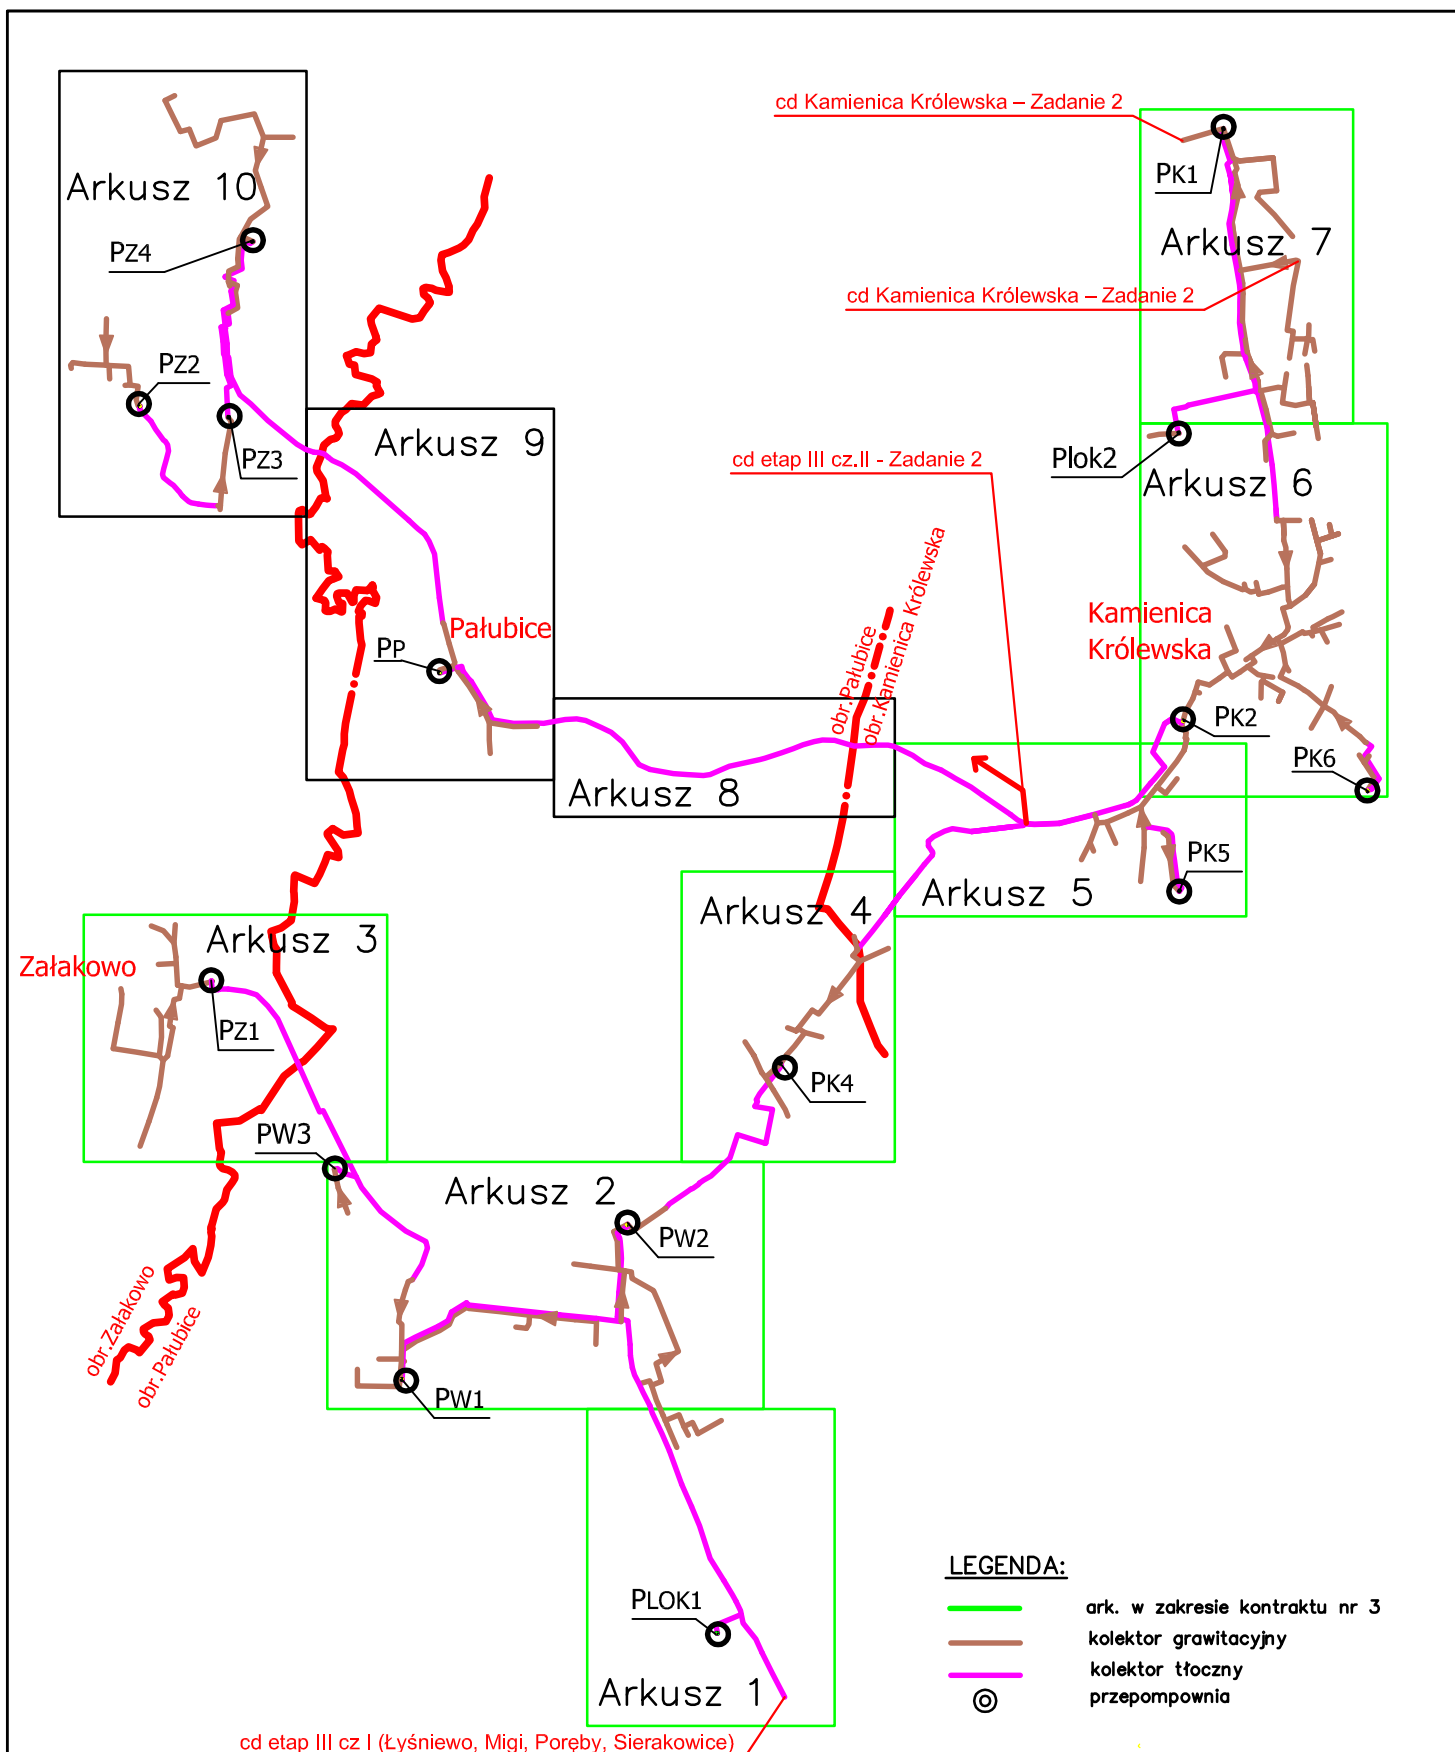 cd Kamienica Królewska – Zadanie 2
PK1
Arkusz 10
PZ4
Arkusz 7
cd Kamienica Królewska – Zadanie 2
PZ2
Arkusz 9
PZ3
cd etap III cz.II - Zadanie 2
Plok2
Arkusz 6
obr.Pałubice
obr.Kamienica Królewska
Kamienica
Królewska
Pałubice
PP
PK2
PK6
Arkusz 8
PK5
Arkusz 5
Arkusz 4
Arkusz 3
Załakowo
PZ1
PK4
PW3
Arkusz 2
PW2
obr.Załakowo
obr.Pałubice
PW1
LEGENDA:
PLOK1
ark. w zakresie kontraktu nr 3
kolektor grawitacyjny
kolektor tłoczny
przepompownia
Arkusz 1
cd etap III cz I (Łyśniewo, Migi, Poręby, Sierakowice)